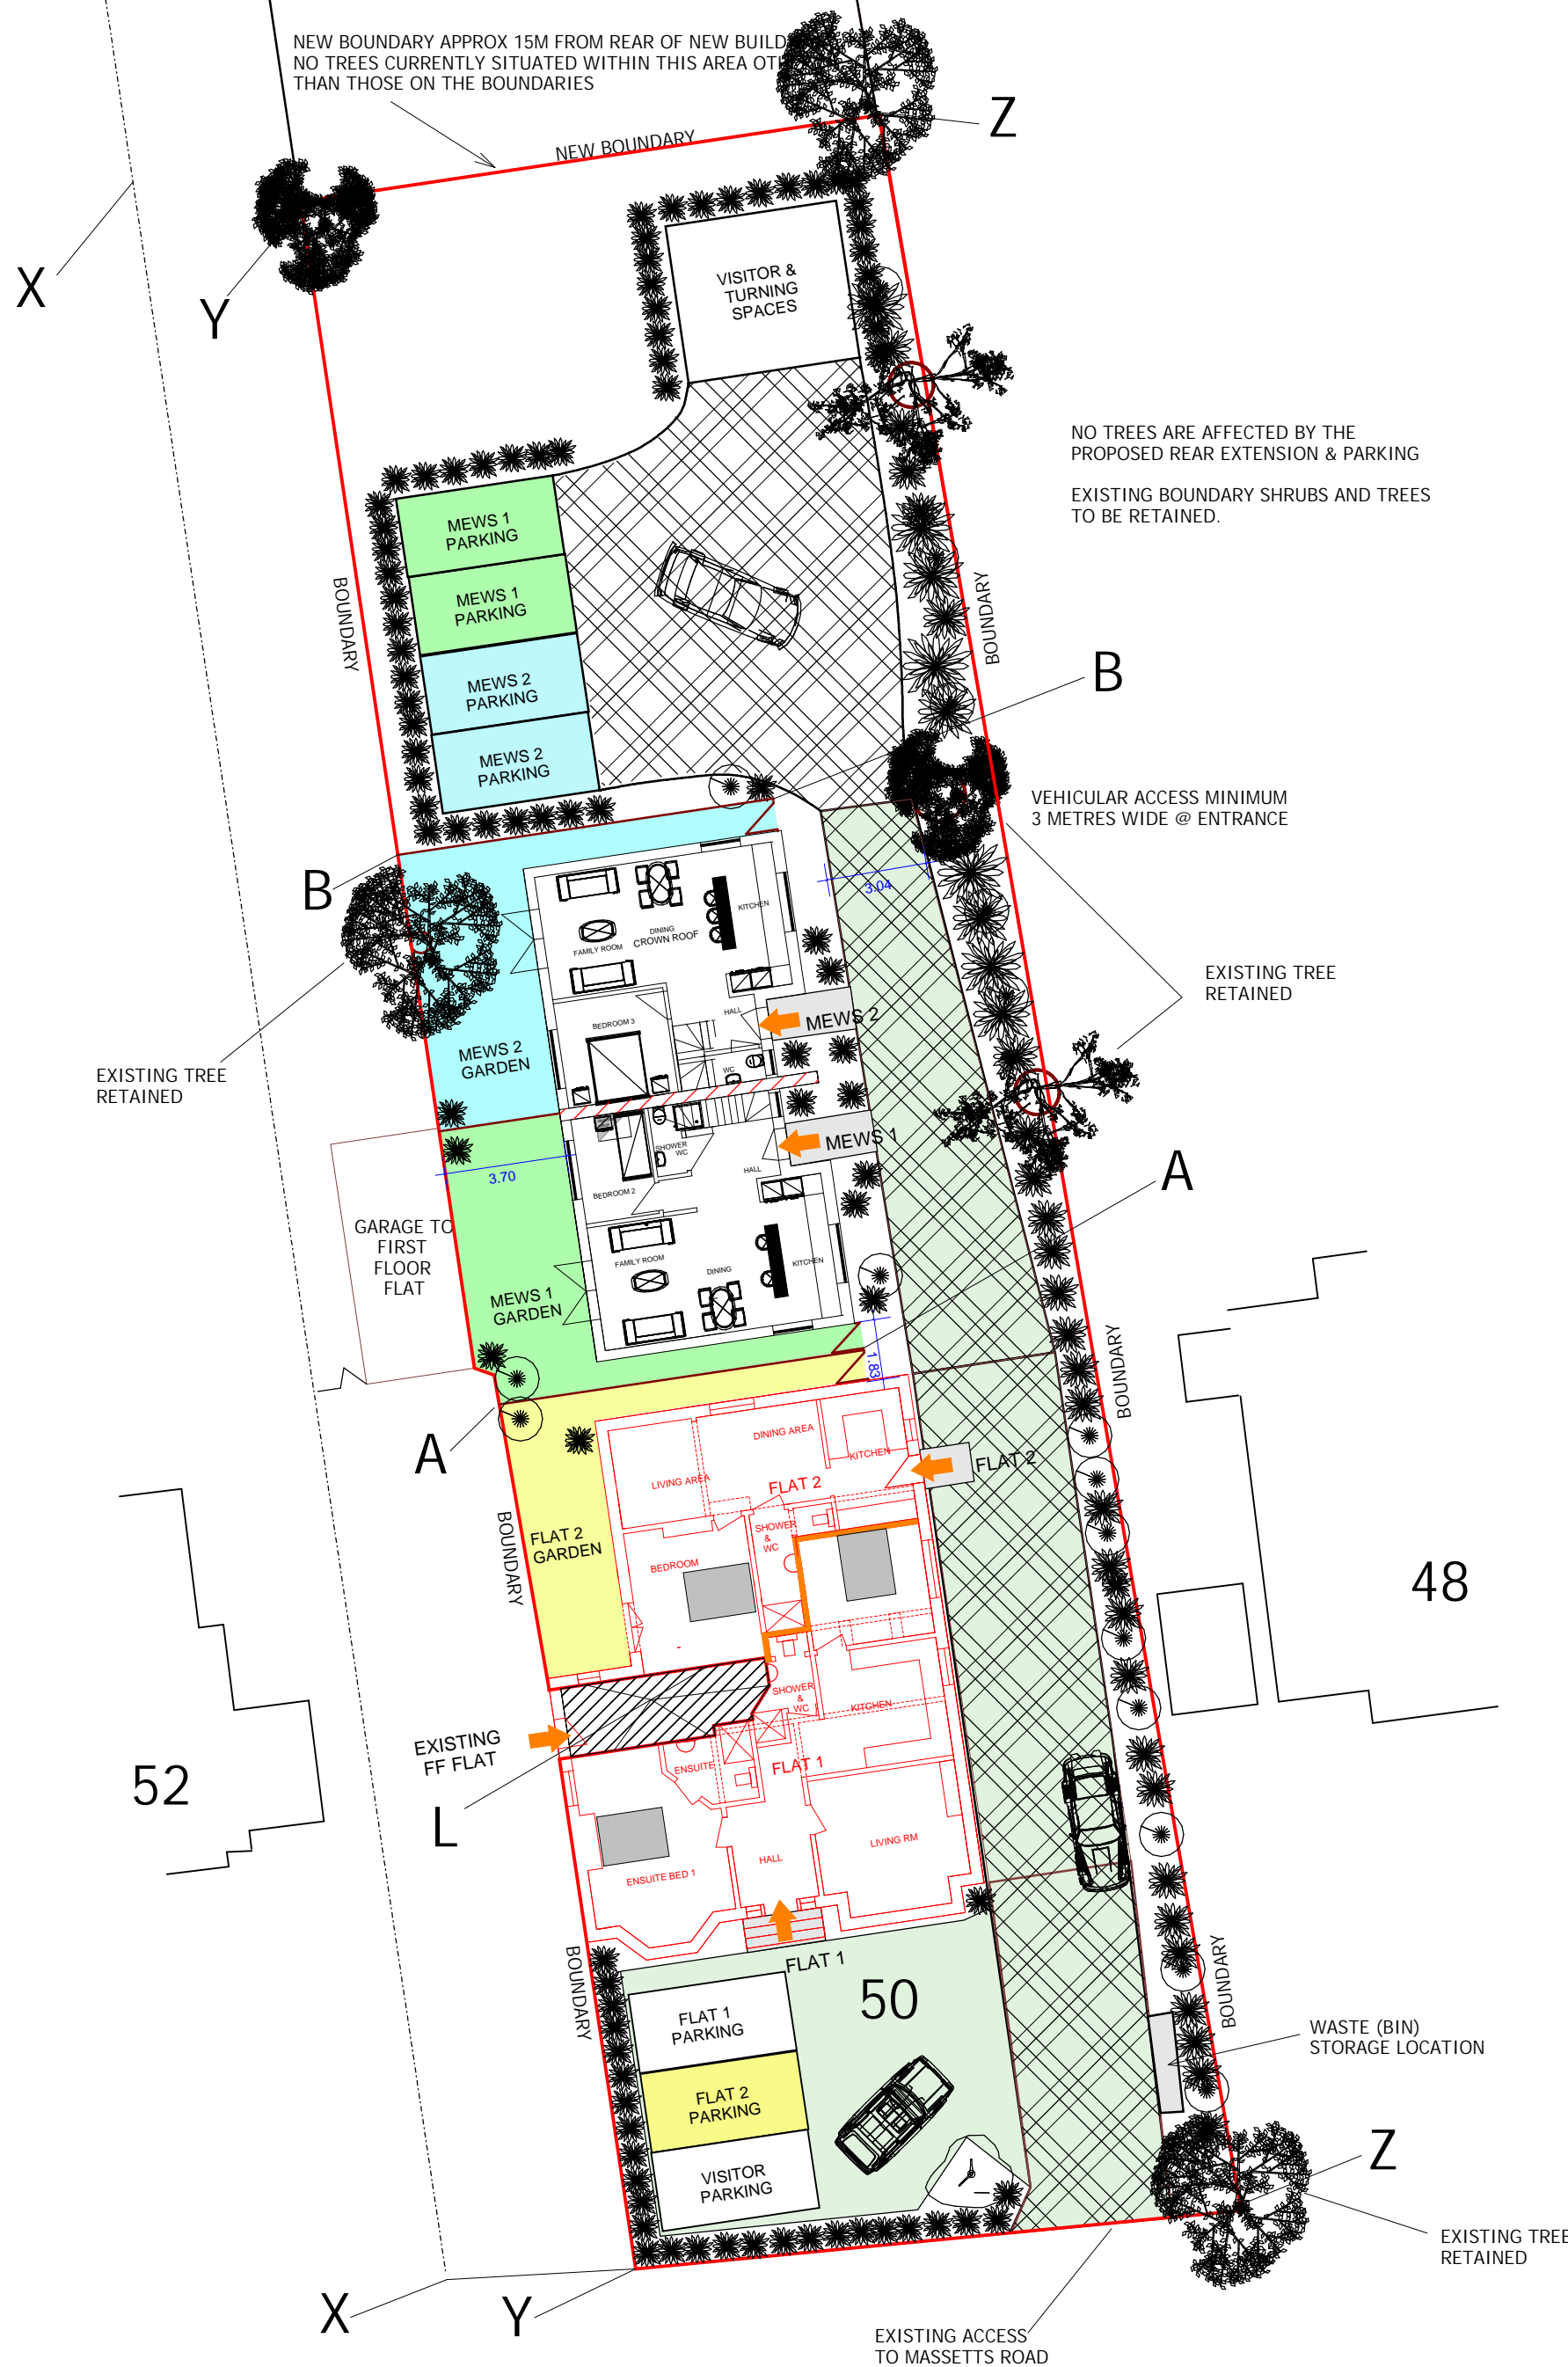 NEW BOUNDARY APPROX 15M FROM REAR OF NEW BUILD
NO TREES CURRENTLY SITUATED WITHIN THIS AREA
THAN THOSE ON THE BOUNDARIES
Z
NEW BOUNDARY
X
Y
VISITOR &
TURNING
SPACES
NO TREES ARE AFFECTED BY THE
PROPOSED REAR EXTENSION & PARKING
EXISTING BOUNDARY SHRUBS AND TREES
TO BE RETAINED.
MEWS 1
PARKING
MEWS 1
PARKING
MEWS 2
PARKING
MEWS 2
PARKING
BOUNDARY
BOUNDARY
B
VEHICULAR ACCESS MINIMUM
3 METRES WIDE @ ENTRANCE
B
3.04
KITCHEN
DINING
CROWN ROOF
FAMILY ROOM
EXISTING TREE
RETAINED
HALL
MEWS 2
BEDROOM 3
MEWS 2
GARDEN
WC
EXISTING TREE
RETAINED
MEWS 1
SHOWER
WC
HALL
A
3.70
BEDROOM 2
GARAGE TO
FIRST
FLOOR
FLAT
FAMILY ROOM
DINING
KITCHEN
MEWS 1
GARDEN
1.83
BOUNDARY
A
DINING AREA
KITCHEN
LIVING AREA
FLAT 2
FLAT 2
BOUNDARY
FLAT 2
GARDEN
SHOWER
&
WC
BEDROOM
48
SHOWER
&
WC
KITCHEN
EXISTING
FF FLAT
ENSUITE
FLAT 1
52
L
LIVING RM
HALL
ENSUITE BED 1
BOUNDARY
BOUNDARY
FLAT 1
50
FLAT 1
PARKING
WASTE (BIN)
STORAGE LOCATION
FLAT 2
PARKING
VISITOR
PARKING
Z
EXISTING TREE
RETAINED
X
Y
EXISTING ACCESS
TO MASSETTS ROAD